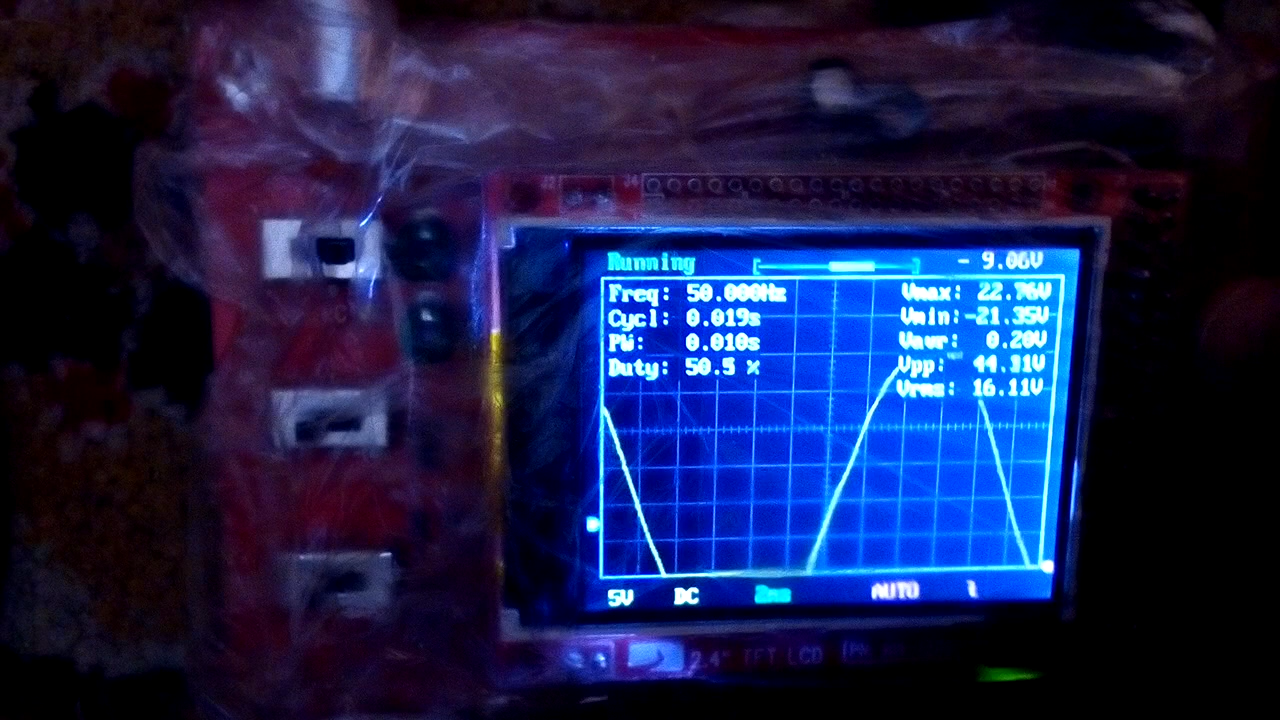 Running - 9.06V
Freq: 50.000Hz Vmax: 22.76V
Cycl: 0.019s Vmin:-21.35V
PW: 0.010s Vavr: 0.20V
Duty: 50.5 % Vpp: 44.31V
Vrms: 16.11V
5V DC 2ms AUTO
2.4" TFT LCD